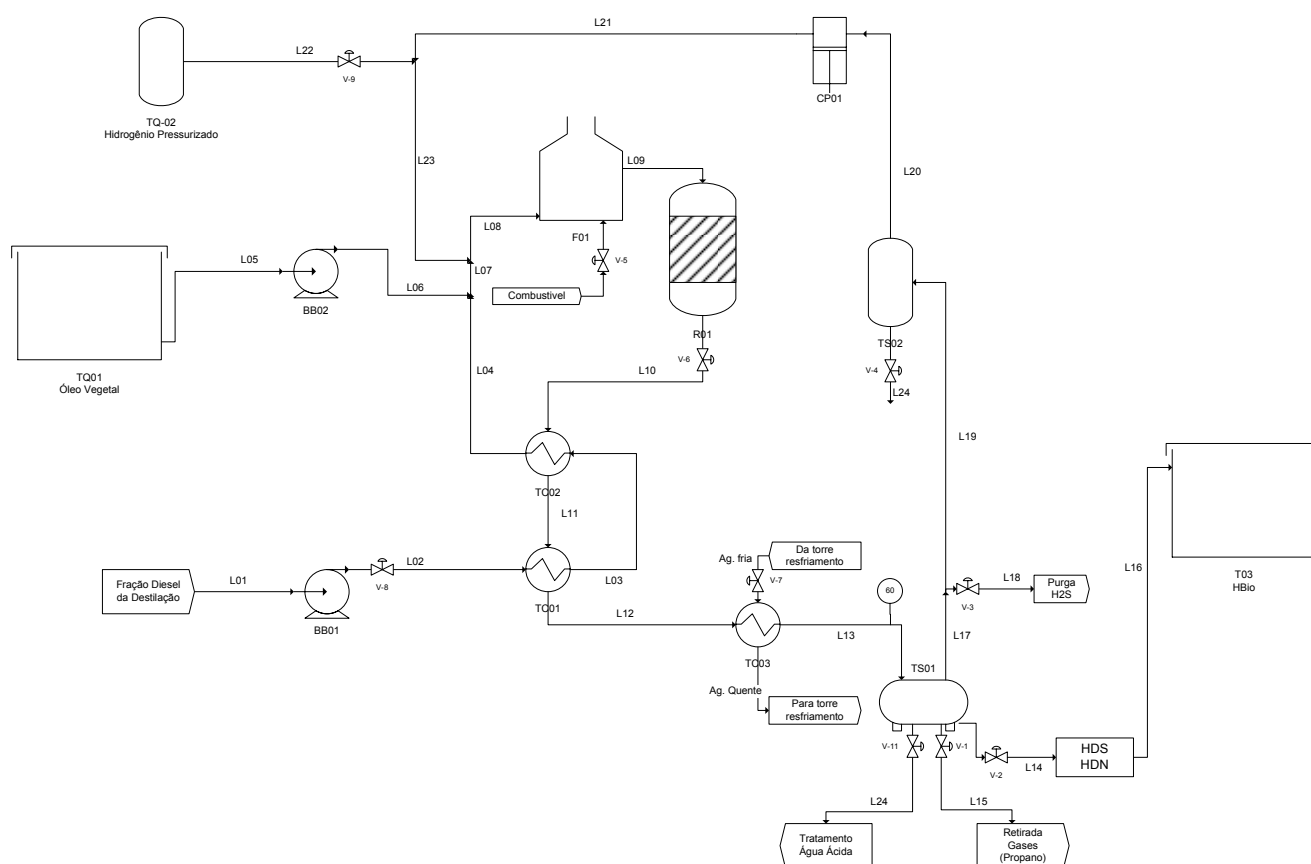 L21
L22
V-9
CP01
TQ-02
Hidrogênio Pressurizado
L23
L09
L20
L08
F01
V-5
L05
L07
Combustivel
L06
BB02
R01
V-6
TS02
V-4
L24
TQ01
Óleo Vegetal
L04
L10
L19
TC02
L11
Fração Diesel
da Destilação
L01
V-8
L02
L03
BB01
TC01
Ag. fria
Da torre
resfriamento
V-7
60
L12
L13
TC03
Ag. Quente
Para torre
resfriamento
TS01
L17
V-3
L18
Purga
H2S
L16
T03
HBio
V-11
V-1
V-2
L14
HDS
HDN
L24
L15
Tratamento
Água Ácida
Retirada
Gases
(Propano)